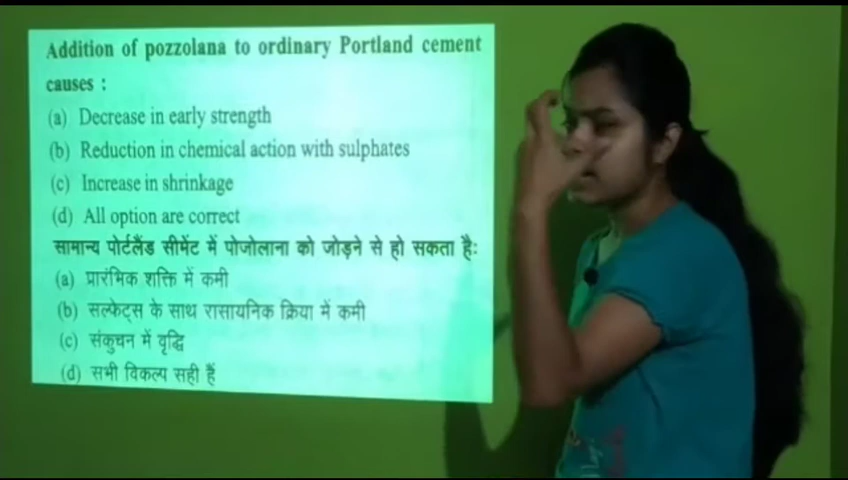 Addition of pozzolana to ordinary Portland cement
causes :
(a) Decrease in early strength
(b) Reduction in chemical action with sulphates
(c) Increase in shrinkage
(d) All option are correct
सामान्य पोर्टलैंड सीमेंट में पोजोलाना को जोड़ने से हो सकता है:
(a) प्रारंभिक शक्ति में कमी
(b) सल्फेट्स के साथ रासायनिक क्रिया में कमी
(c) संकुचन में वृद्धि
(d) सभी विकल्प सही हैं